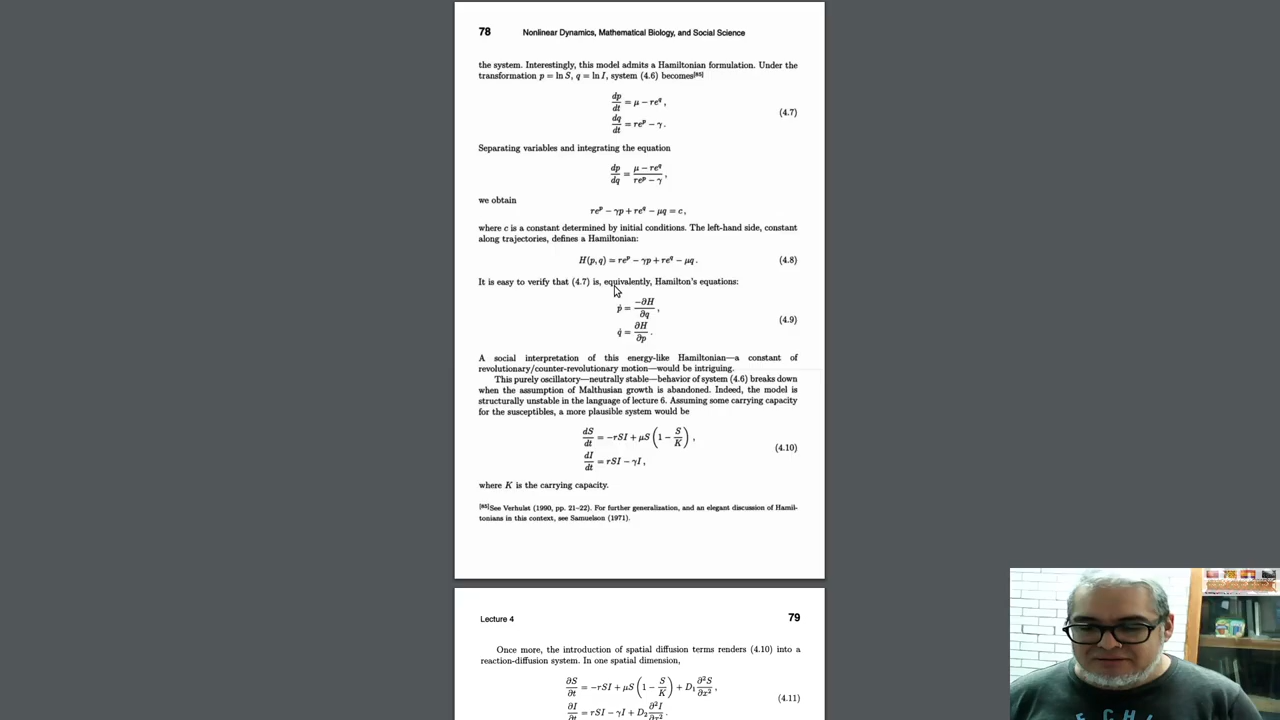 78 Nonlinear Dynamics, Mathematical Biology, and Social Science
the system. Interestingly, this model admits a Hamiltonian formulation. Under the
transformation p = ln S, q = ln I, system (4.6) becomes[65]
dp/dt = μ − re^q ,
dq/dt = re^p − γ .
(4.7)
Separating variables and integrating the equation
dp/dq = (μ − re^q)/(re^p − γ) ,
we obtain
re^p − γp + re^q − μq = c,
where c is a constant determined by initial conditions. The left-hand side, constant
along trajectories, defines a Hamiltonian:
H(p, q) = re^p − γp + re^q − μq . (4.8)
It is easy to verify that (4.7) is, equivalently, Hamilton's equations:
ṗ = −∂H/∂q ,
q̇ = ∂H/∂p .
(4.9)
A social interpretation of this energy-like Hamiltonian—a constant of
revolutionary/counter-revolutionary motion—would be intriguing.
This purely oscillatory—neutrally stable—behavior of system (4.6) breaks down
when the assumption of Malthusian growth is abandoned. Indeed, the model is
structurally unstable in the language of lecture 6. Assuming some carrying capacity
for the susceptibles, a more plausible system would be
dS/dt = −rSI + μS (1 − S/K) ,
dI/dt = rSI − γI ,
(4.10)
where K is the carrying capacity.
[65]See Verhulst (1990, pp. 21–22). For further generalization, and an elegant discussion of Hamil-
tonians in this context, see Samuelson (1971).
Lecture 4 79
Once more, the introduction of spatial diffusion terms renders (4.10) into a
reaction-diffusion system. In one spatial dimension,
∂S/∂t = −rSI + μS (1 − S/K) + D₁ ∂²S/∂x² ,
∂I/∂t = rSI − γI + D₂ ∂²I/∂x² .
(4.11)